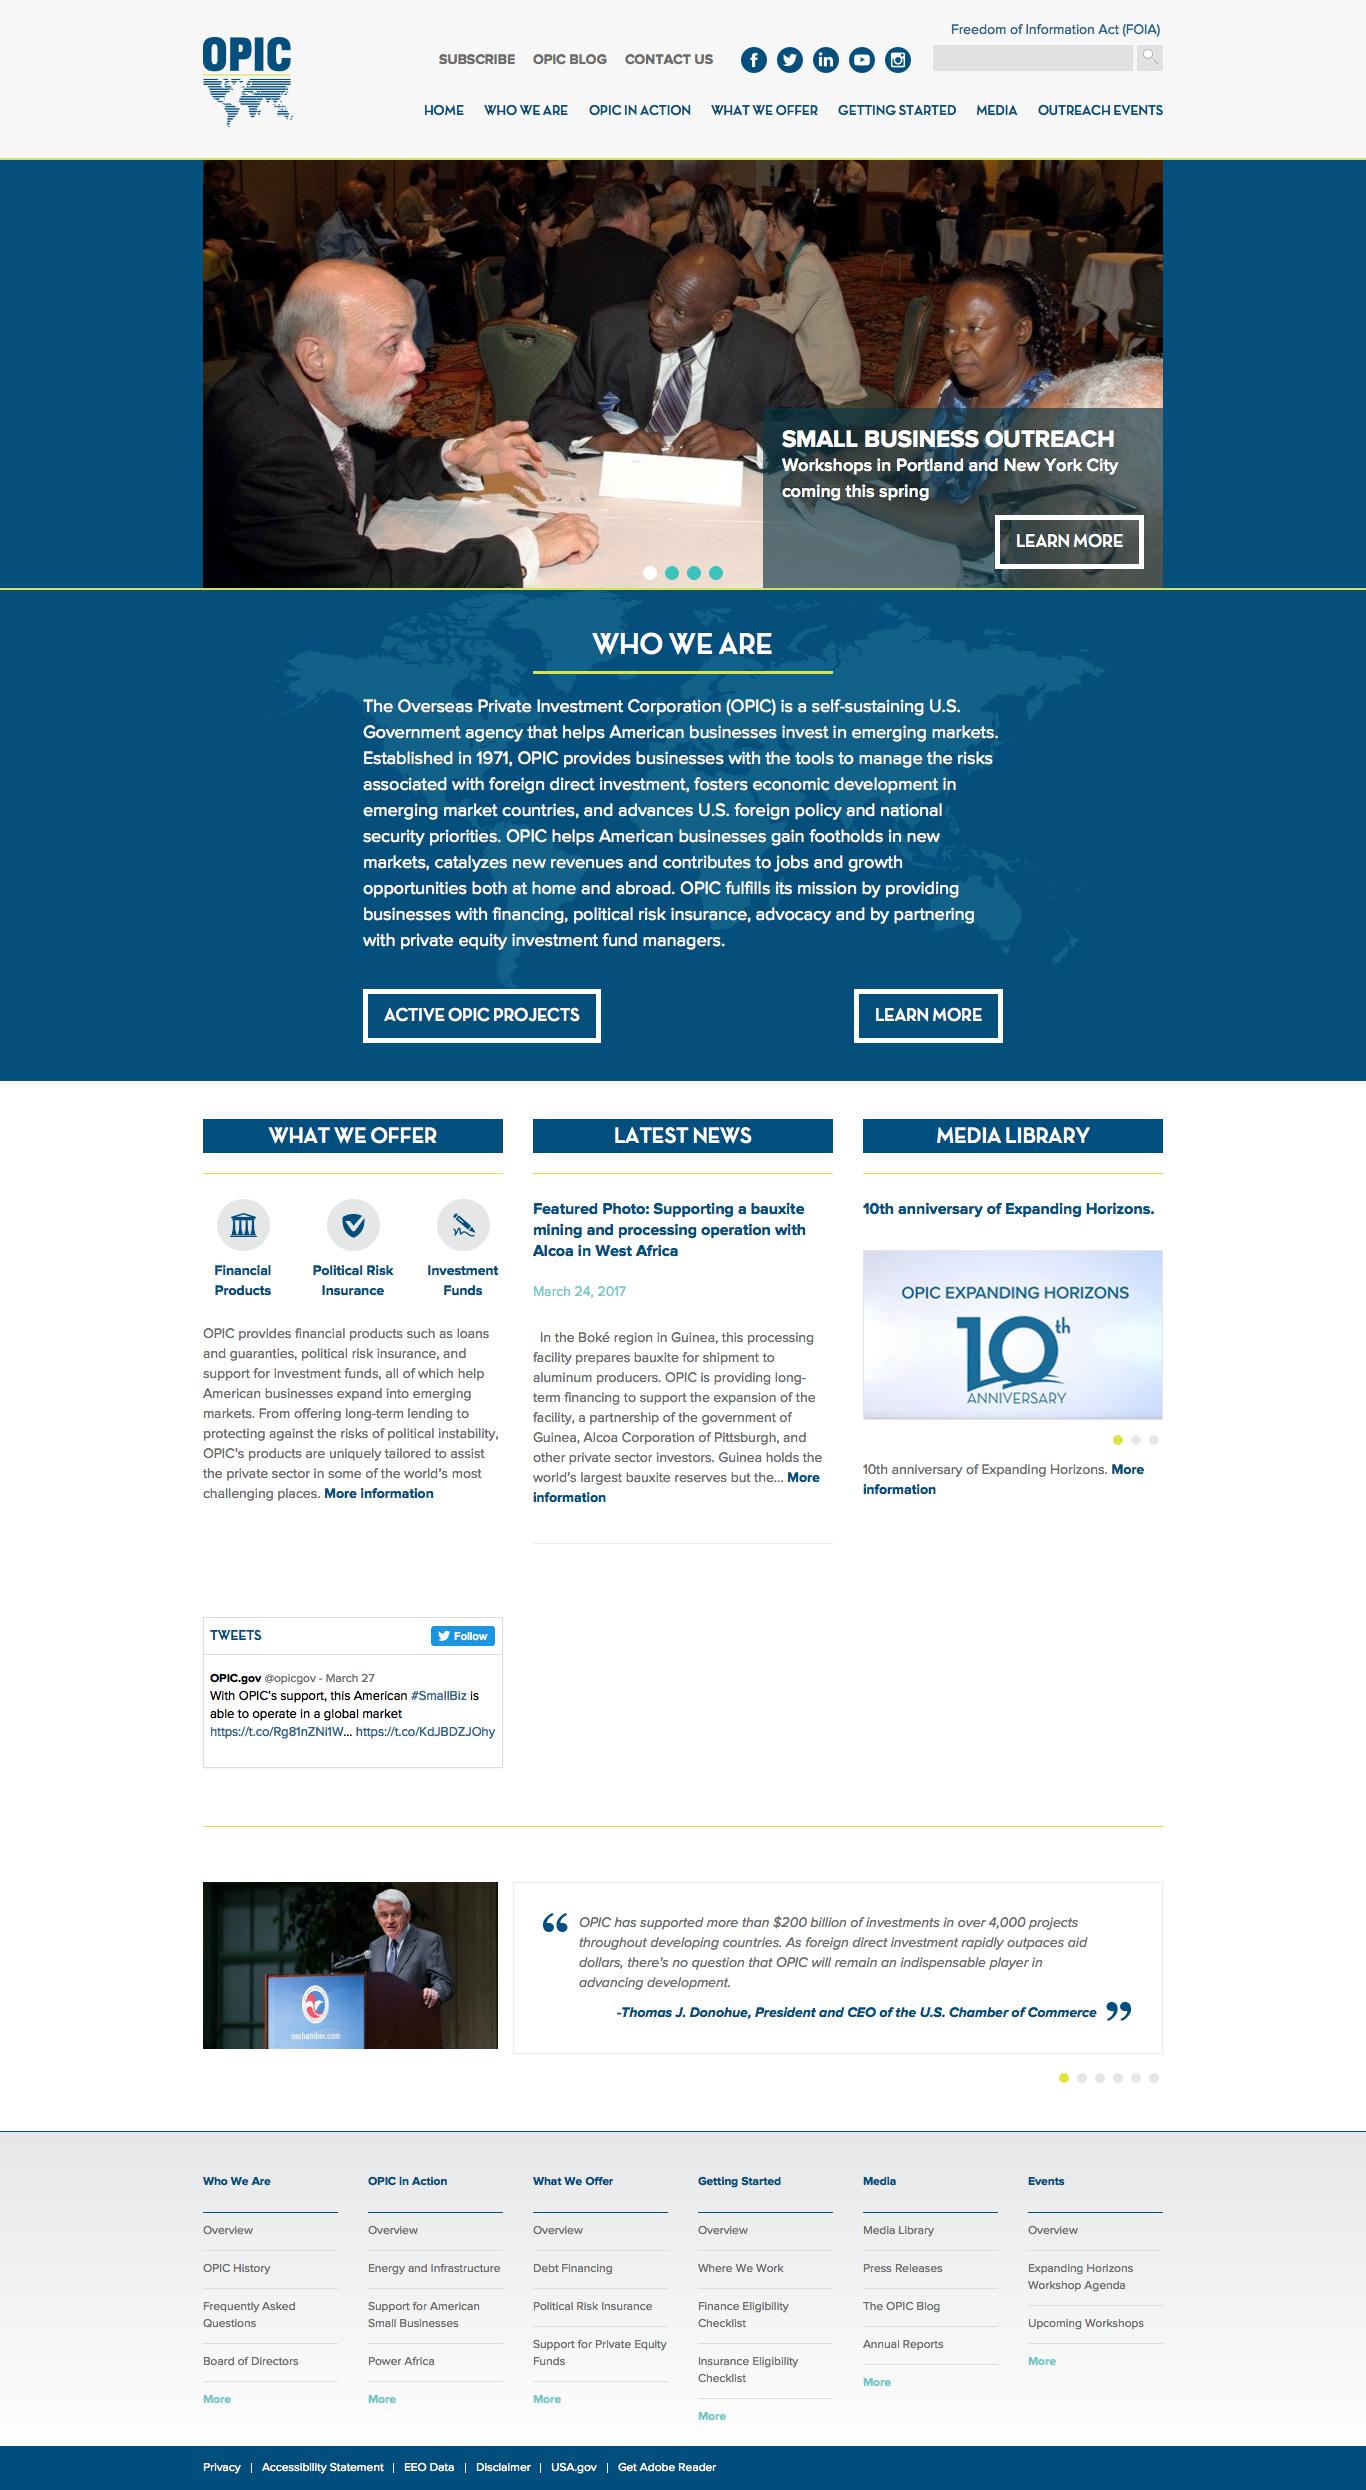 OPIC
Freedom of Information Act (FOIA)
SUBSCRIBE OPIC BLOG CONTACT US
HOME WHO WE ARE OPIC IN ACTION WHAT WE OFFER GETTING STARTED MEDIA OUTREACH EVENTS
SMALL BUSINESS OUTREACH
Workshops in Portland and New York City
coming this spring
LEARN MORE
WHO WE ARE
The Overseas Private Investment Corporation (OPIC) is a self-sustaining U.S.
Government agency that helps American businesses invest in emerging markets.
Established in 1971, OPIC provides businesses with the tools to manage the risks
associated with foreign direct investment, fosters economic development in
emerging market countries, and advances U.S. foreign policy and national
security priorities. OPIC helps American businesses gain footholds in new
markets, catalyzes new revenues and contributes to jobs and growth
opportunities both at home and abroad. OPIC fulfills its mission by providing
businesses with financing, political risk insurance, advocacy and by partnering
with private equity investment fund managers.
ACTIVE OPIC PROJECTS
LEARN MORE
WHAT WE OFFER
Financial
Products
Political Risk
Insurance
Investment
Funds
OPIC provides financial products such as loans
and guaranties, political risk insurance, and
support for investment funds, all of which help
American businesses expand into emerging
markets. From offering long-term lending to
protecting against the risks of political instability,
OPIC's products are uniquely tailored to assist
the private sector in some of the world's most
challenging places. More information
LATEST NEWS
Featured Photo: Supporting a bauxite
mining and processing operation with
Alcoa in West Africa
March 24, 2017
In the Boké region in Guinea, this processing
facility prepares bauxite for shipment to
aluminum producers. OPIC is providing long-
term financing to support the expansion of the
facility, a partnership of the government of
Guinea, Alcoa Corporation of Pittsburgh, and
other private sector investors. Guinea holds the
world's largest bauxite reserves but the... More
information
MEDIA LIBRARY
10th anniversary of Expanding Horizons.
OPIC EXPANDING HORIZONS
10th
ANNIVERSARY
10th anniversary of Expanding Horizons. More
information
TWEETS
Follow
OPIC.gov @opicgov - March 27
With OPIC's support, this American #SmallBiz is
able to operate in a global market
https://t.co/Rg81nZNi1W... https://t.co/KdJBDZJOhy
uschamber.com
“ OPIC has supported more than $200 billion of investments in over 4,000 projects
throughout developing countries. As foreign direct investment rapidly outpaces aid
dollars, there's no question that OPIC will remain an indispensable player in
advancing development.
-Thomas J. Donohue, President and CEO of the U.S. Chamber of Commerce ”
Who We Are
Overview
OPIC History
Frequently Asked
Questions
Board of Directors
More
OPIC in Action
Overview
Energy and Infrastructure
Support for American
Small Businesses
Power Africa
More
What We Offer
Overview
Debt Financing
Political Risk Insurance
Support for Private Equity
Funds
More
Getting Started
Overview
Where We Work
Finance Eligibility
Checklist
Insurance Eligibility
Checklist
More
Media
Media Library
Press Releases
The OPIC Blog
Annual Reports
More
Events
Overview
Expanding Horizons
Workshop Agenda
Upcoming Workshops
More
Privacy | Accessibility Statement | EEO Data | Disclaimer | USA.gov | Get Adobe Reader